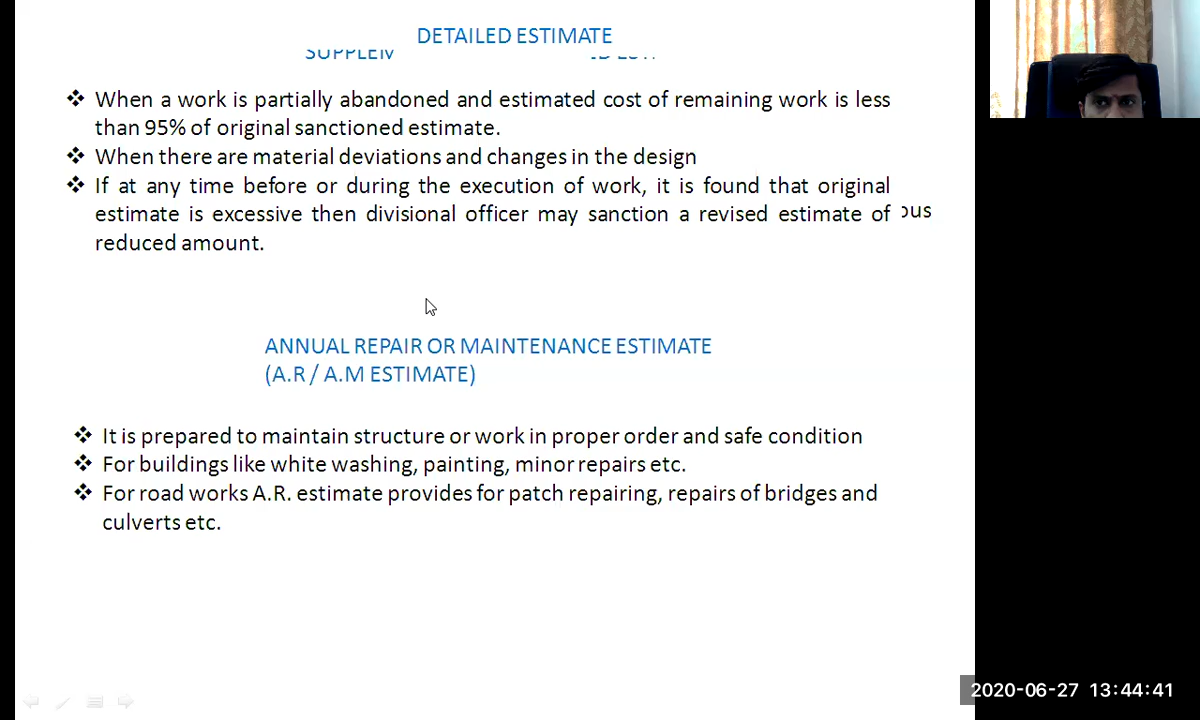 DETAILED ESTIMATE
❖ When a work is partially abandoned and estimated cost of remaining work is less
than 95% of original sanctioned estimate.
❖ When there are material deviations and changes in the design
❖ If at any time before or during the execution of work, it is found that original
estimate is excessive then divisional officer may sanction a revised estimate of
reduced amount.
ANNUAL REPAIR OR MAINTENANCE ESTIMATE
(A.R / A.M ESTIMATE)
❖ It is prepared to maintain structure or work in proper order and safe condition
❖ For buildings like white washing, painting, minor repairs etc.
❖ For road works A.R. estimate provides for patch repairing, repairs of bridges and
culverts etc.
2020-06-27 13:44:41